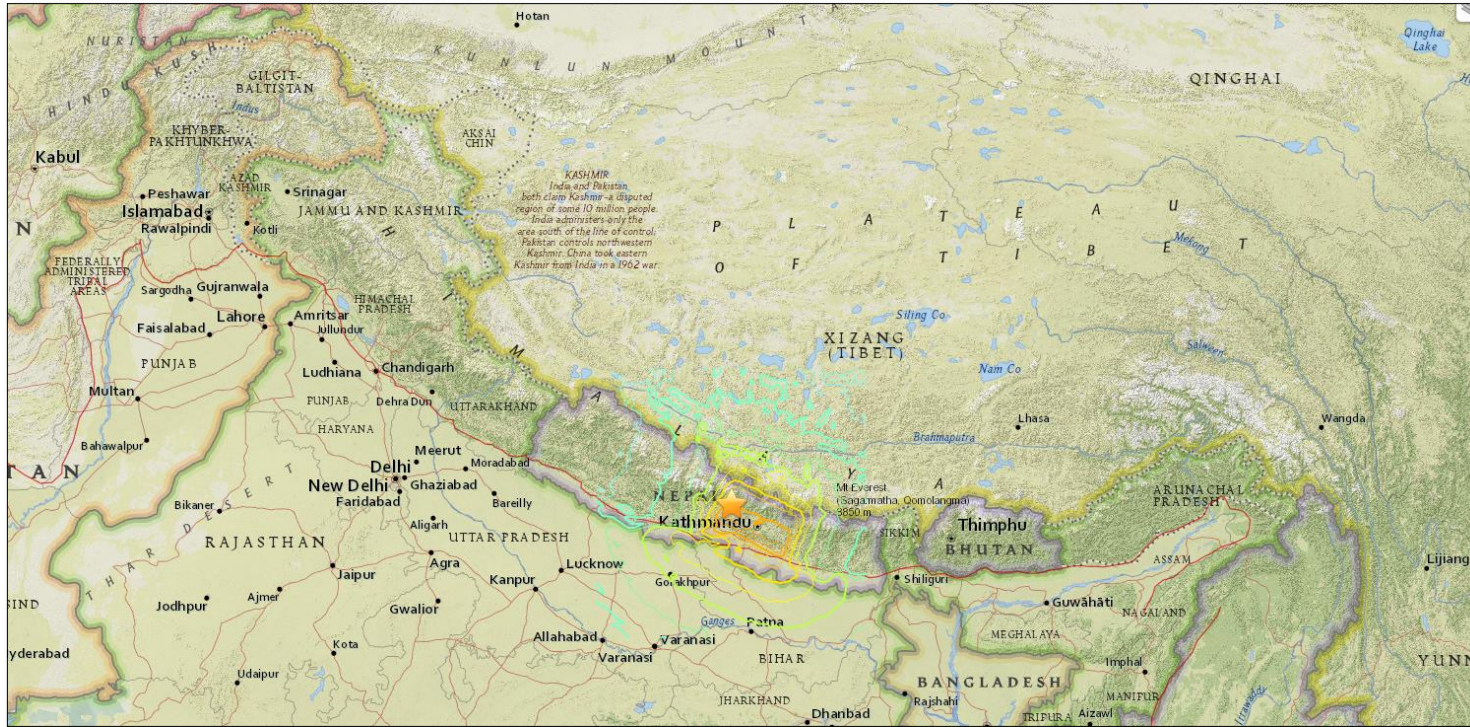 Hotan
NURISTAN
HINDU KUSH
KUNLUN MOUNTA
Qinghai
Lake
QINGHAI
GILGIT-
BALTISTAN
Indus
KHYBER-
PAKHTUNKHWA
AKSAI
CHIN
Kabul
AZAD
KASHMIR
Srinagar
Peshawar
Islamabad
Rawalpindi
JAMMU AND KASHMIR
Kotli
KASHMIR
India and Pakistan
both claim Kashmir-a disputed
region of some 10 million people.
India administers only the
area south of the line of control;
Pakistan controls northwestern
Kashmir. China took eastern
Kashmir from India in a 1962 war.
PLATEAU
OF TIBET
Mekong
N
FEDERALLY
ADMINISTERED
TRIBAL
AREAS
Sargodha
Gujranwala
HIMACHAL
PRADESH
HIMALAYA
Faisalabad
Lahore
Amritsar
Jullundur
Siling Co
XIZANG
(TIBET)
Salween
PUNJAB
Ludhiana
Chandigarh
Nam Co
Multan
PUNJAB
Dehra Dun
UTTARAKHAND
HARYANA
Lhasa
Wangda
Bahawalpur
Brahmaputra
TAN
Meerut
Delhi
Moradabad
New Delhi
Ghaziabad
Faridabad
Bareilly
NEPAL
Mt Everest
(Sagarmatha, Qomolangma)
8850 m
ARUNACHAL
PRADESH
Bikaner
THAR DESERT
Kathmandu
SIKKIM
Thimphu
BHUTAN
Aligarh
RAJASTHAN
UTTAR PRADESH
ASSAM
Lijiang
Agra
Lucknow
Jaipur
Kanpur
Gorakhpur
Shiliguri
SIND
Jodhpur
Ajmer
Gwalior
Guwāhāti
NAGALAND
Ganges
Patna
MEGHALAYA
Kota
Allahabad
Varanasi
Varanasi
BIHAR
yderabad
Imphal
YUNN
Udaipur
BANGLADESH
MANIPUR
JHARKHAND
Rajshahi
Irrawaddy
Dhanbad
TRIPURA
Aizawl